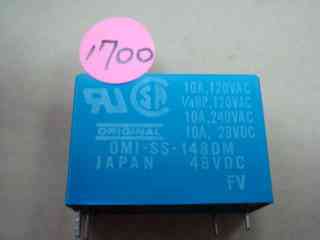 1700
10A, 120VAC
1/4HP, 120VAC
10A, 240VAC
ORIGINAL
10A, 28VDC
OMI-SS-148DM
JAPAN 48VDC
FV